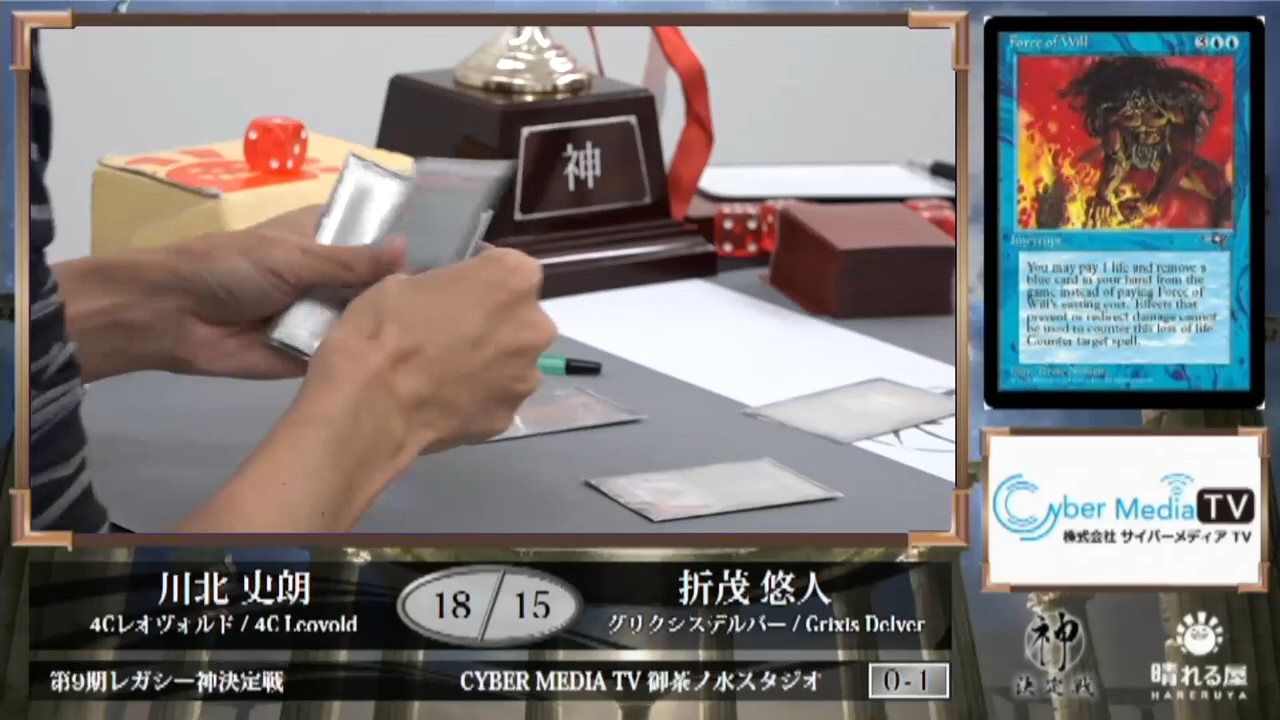 神
Force of Will
3
Interrupt
You may pay 1 life and remove a
blue card in your hand from the
game instead of paying Force of
Will's casting cost. Effects that
prevent or redirect damage cannot
be used to counter this loss of life.
Counter target spell.
Cyber Media TV
株式会社 サイバーメディア TV
川北 史朗
18 / 15
折茂 悠人
4Cレオヴォルド / 4C Leovold
グリクシスデルバー / Grixis Delver
第9期レガシー神決定戦
CYBER MEDIA TV 御茶ノ水スタジオ
0-1
神
決定戦
晴れる屋
HARERUYA